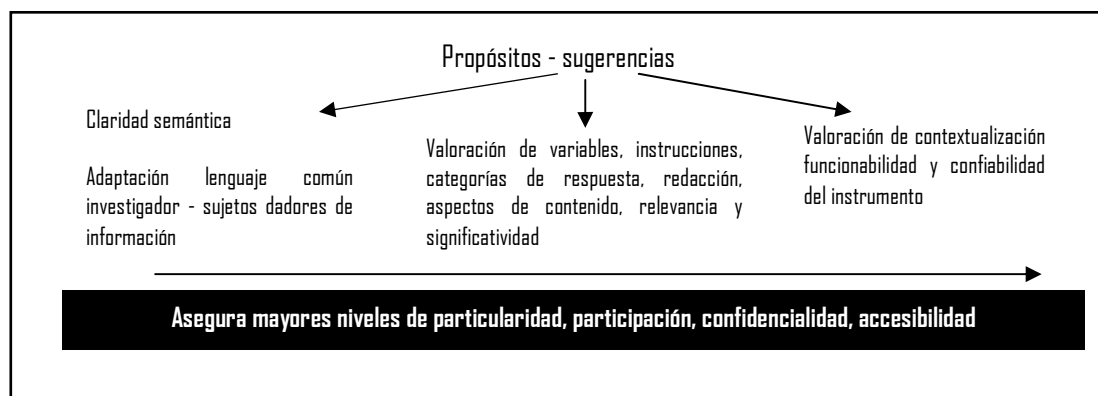 Propósitos - sugerencias
Claridad semántica
Adaptación lenguaje común
investigador - sujetos dadores de
información
Valoración de variables, instrucciones,
categorías de respuesta, redacción,
aspectos de contenido, relevancia y
significatividad
Valoración de contextualización
funcionabilidad y confiabilidad
del instrumento
Asegura mayores niveles de particularidad, participación, confidencialidad, accesibilidad